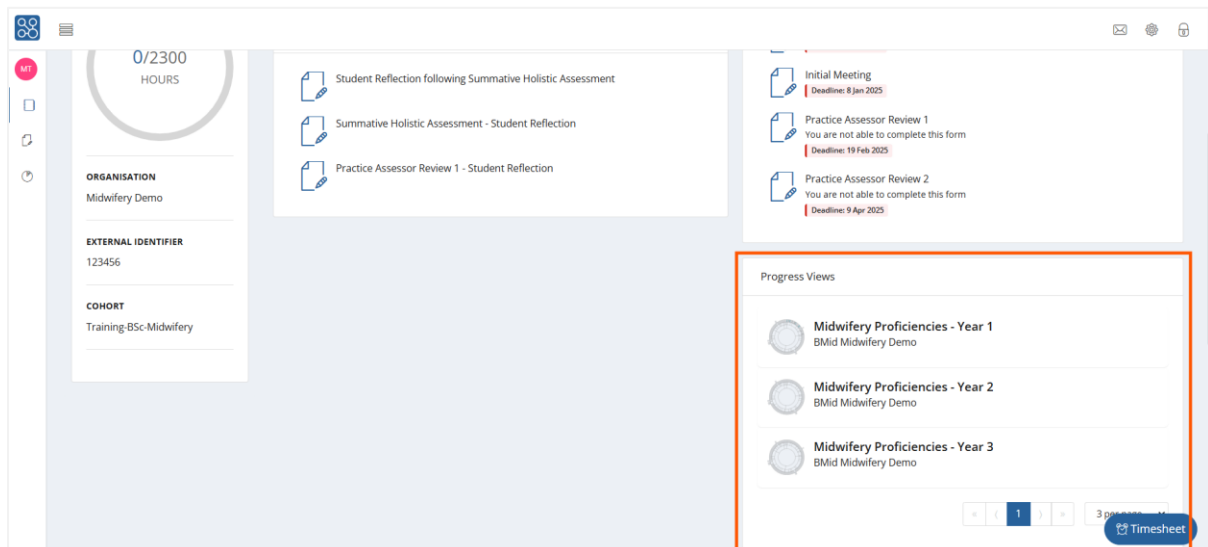 MT
0/2300
HOURS
ORGANISATION
Midwifery Demo
EXTERNAL IDENTIFIER
123456
COHORT
Training-BSc-Midwifery
Student Reflection following Summative Holistic Assessment
Summative Holistic Assessment - Student Reflection
Practice Assessor Review 1 - Student Reflection
Initial Meeting
Deadline: 8 Jan 2025
Practice Assessor Review 1
You are not able to complete this form
Deadline: 19 Feb 2025
Practice Assessor Review 2
You are not able to complete this form
Deadline: 9 Apr 2025
Progress Views
Midwifery Proficiencies - Year 1
BMid Midwifery Demo
Midwifery Proficiencies - Year 2
BMid Midwifery Demo
Midwifery Proficiencies - Year 3
BMid Midwifery Demo
« ⟨ 1 ⟩ » 3 per page
Timesheet